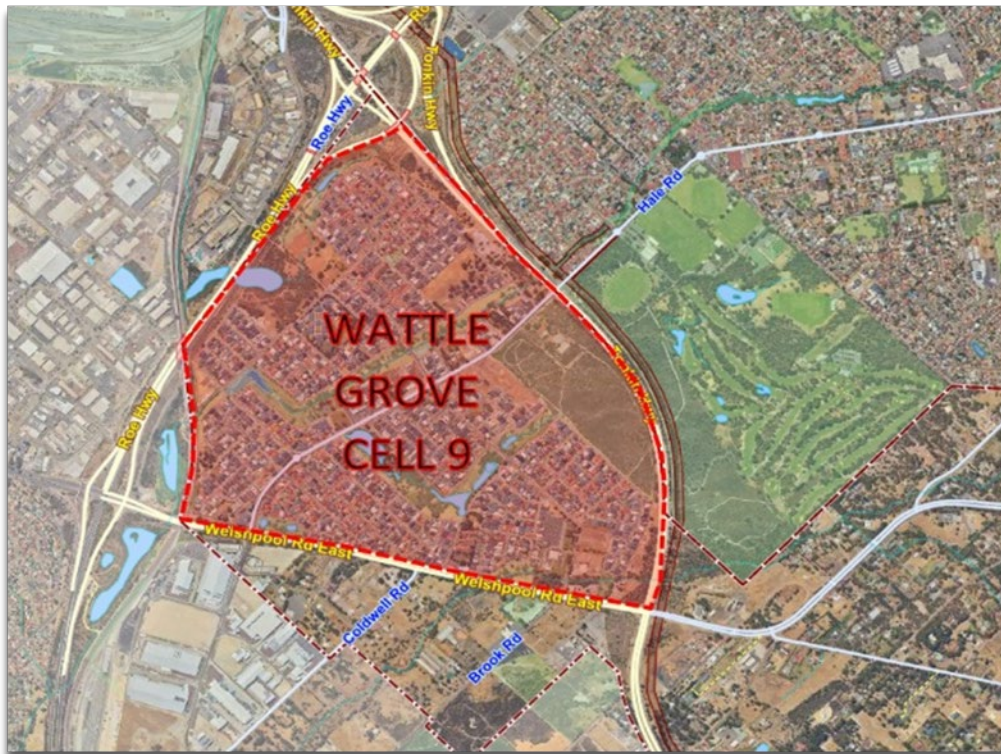 Tonkin Hwy
Roe Hwy
Roe Hwy
Hale Rd
WATTLE
GROVE
CELL 9
Roe Hwy
Welshpool Rd East
Welshpool Rd East
Coldwell Rd
Brook Rd